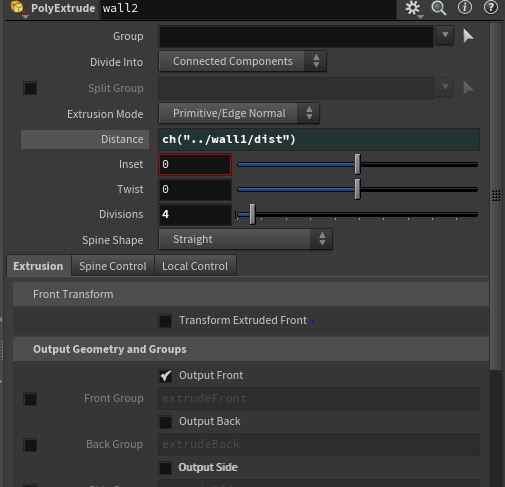 PolyExtrude wall2
Group
Divide Into Connected Components
Split Group
Extrusion Mode Primitive/Edge Normal
Distance ch("../wall1/dist")
Inset 0
Twist 0
Divisions 4
Spine Shape Straight
Extrusion Spine Control Local Control
Front Transform
Transform Extruded Front
Output Geometry and Groups
Output Front
Front Group extrudeFront
Output Back
Back Group extrudeBack
Output Side